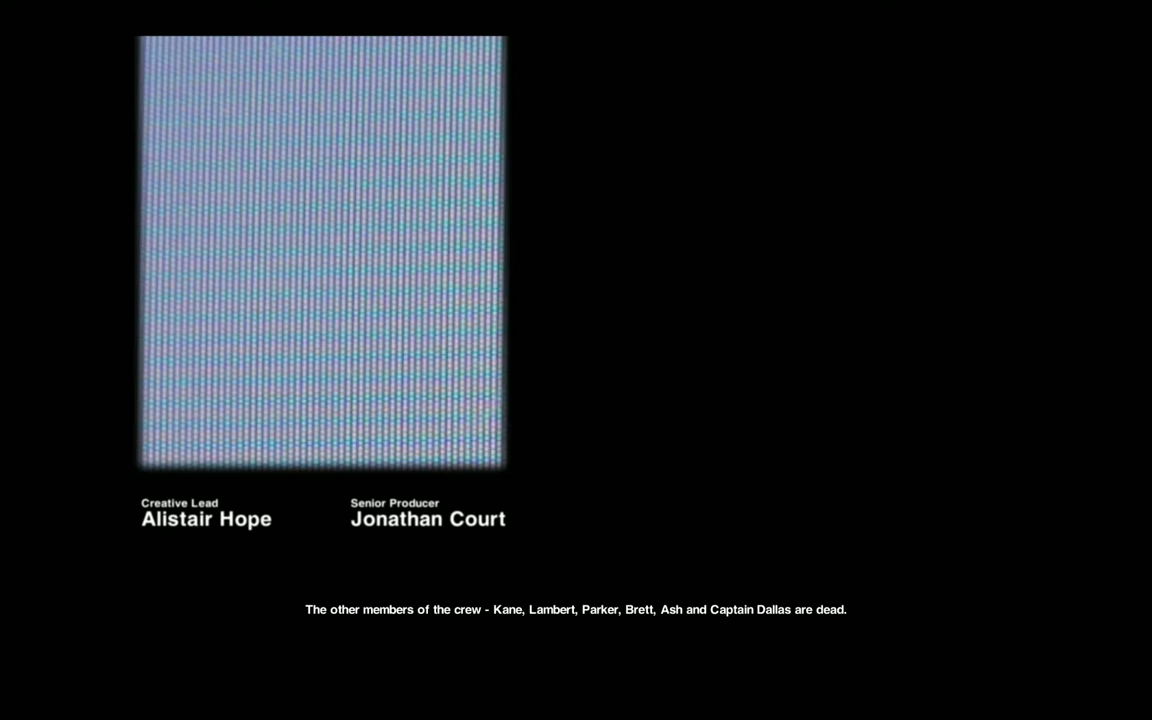 Creative Lead
Alistair Hope
Senior Producer
Jonathan Court
The other members of the crew - Kane, Lambert, Parker, Brett, Ash and Captain Dallas are dead.